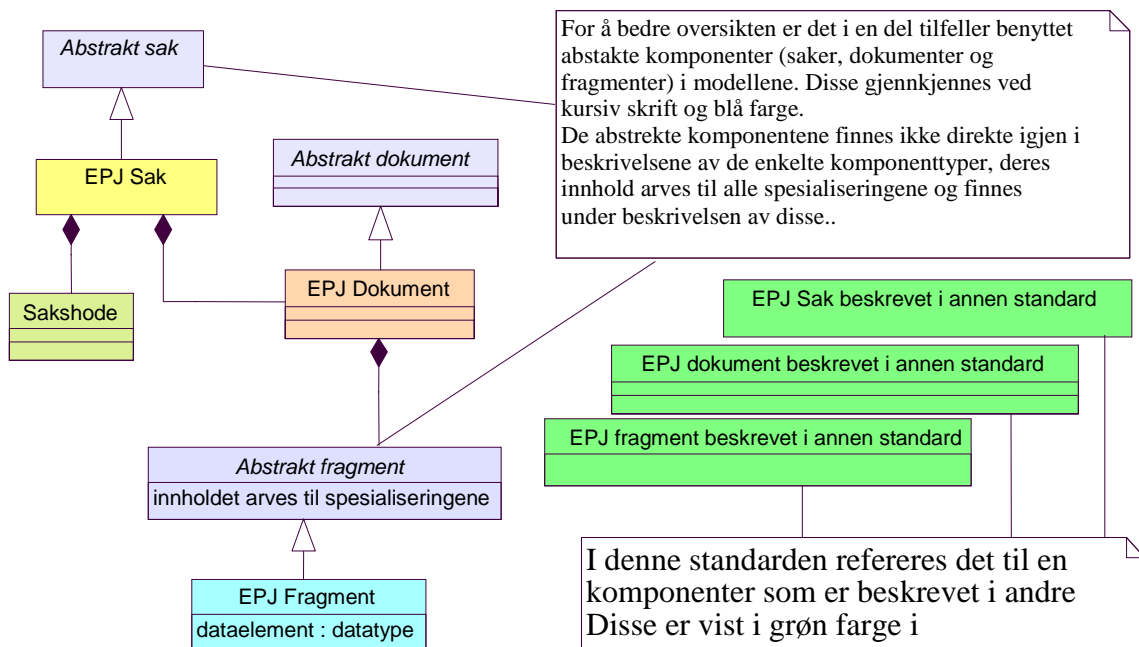 Abstrakt sak
For å bedre oversikten er det i en del tilfeller benyttet
abstakte komponenter (saker, dokumenter og
fragmenter) i modellene. Disse gjennkjennes ved
kursiv skrift og blå farge.
De abstrekte komponentene finnes ikke direkte igjen i
beskrivelsene av de enkelte komponenttyper, deres
innhold arves til alle spesialiseringene og finnes
under beskrivelsen av disse..
Abstrakt dokument
EPJ Sak
EPJ Dokument
Sakshode
EPJ Sak beskrevet i annen standard
EPJ dokument beskrevet i annen standard
EPJ fragment beskrevet i annen standard
Abstrakt fragment
innholdet arves til spesialiseringene
EPJ Fragment
dataelement : datatype
I denne standarden refereres det til en
komponenter som er beskrevet i andre
Disse er vist i grøn farge i